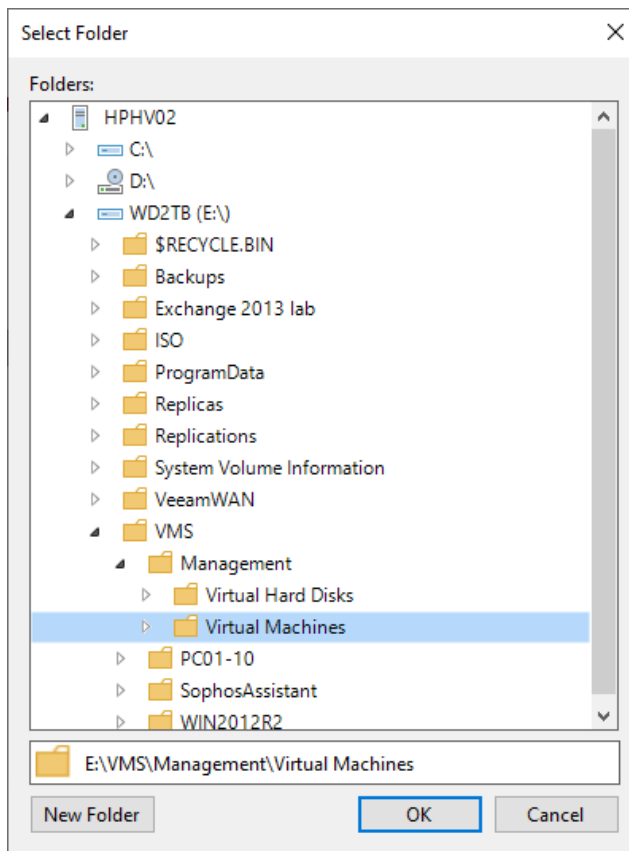 Select Folder
Folders:
HPHV02
C:\
D:\
WD2TB (E:\)
$RECYCLE.BIN
Backups
Exchange 2013 lab
ISO
ProgramData
Replicas
Replications
System Volume Information
VeeamWAN
VMS
Management
Virtual Hard Disks
Virtual Machines
PC01-10
SophosAssistant
WIN2012R2
E:\VMS\Management\Virtual Machines
New Folder OK Cancel